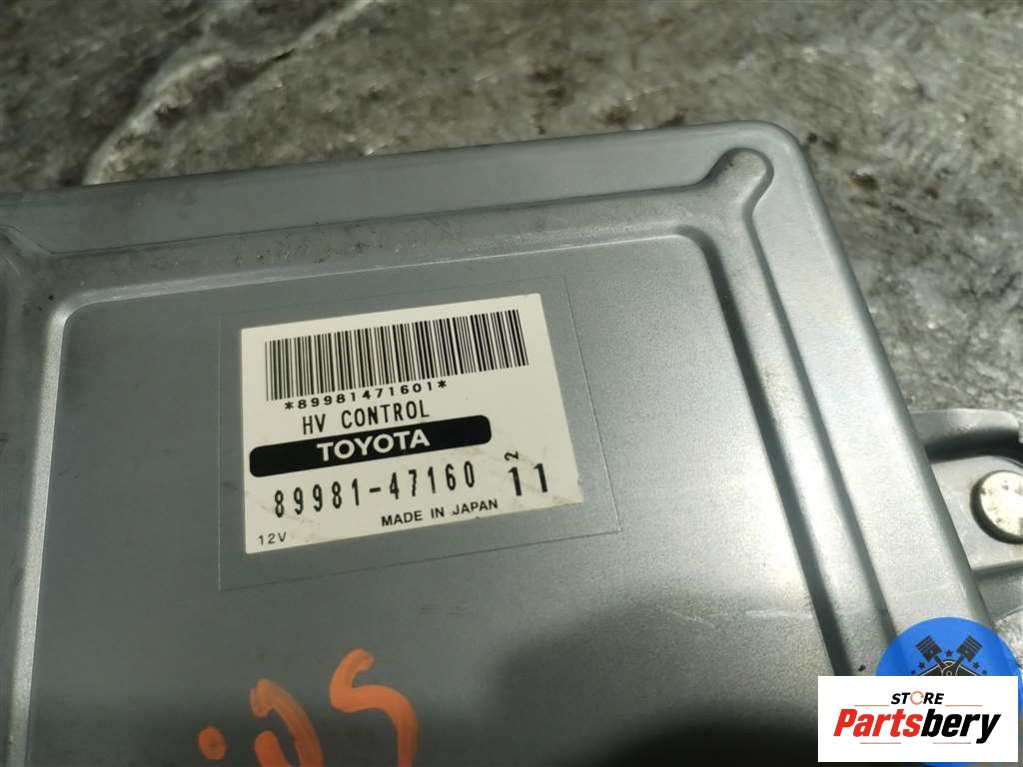 *89981471601*
HV CONTROL
TOYOTA
89981-47160 2 11
MADE IN JAPAN
12V
STORE
Partsbery